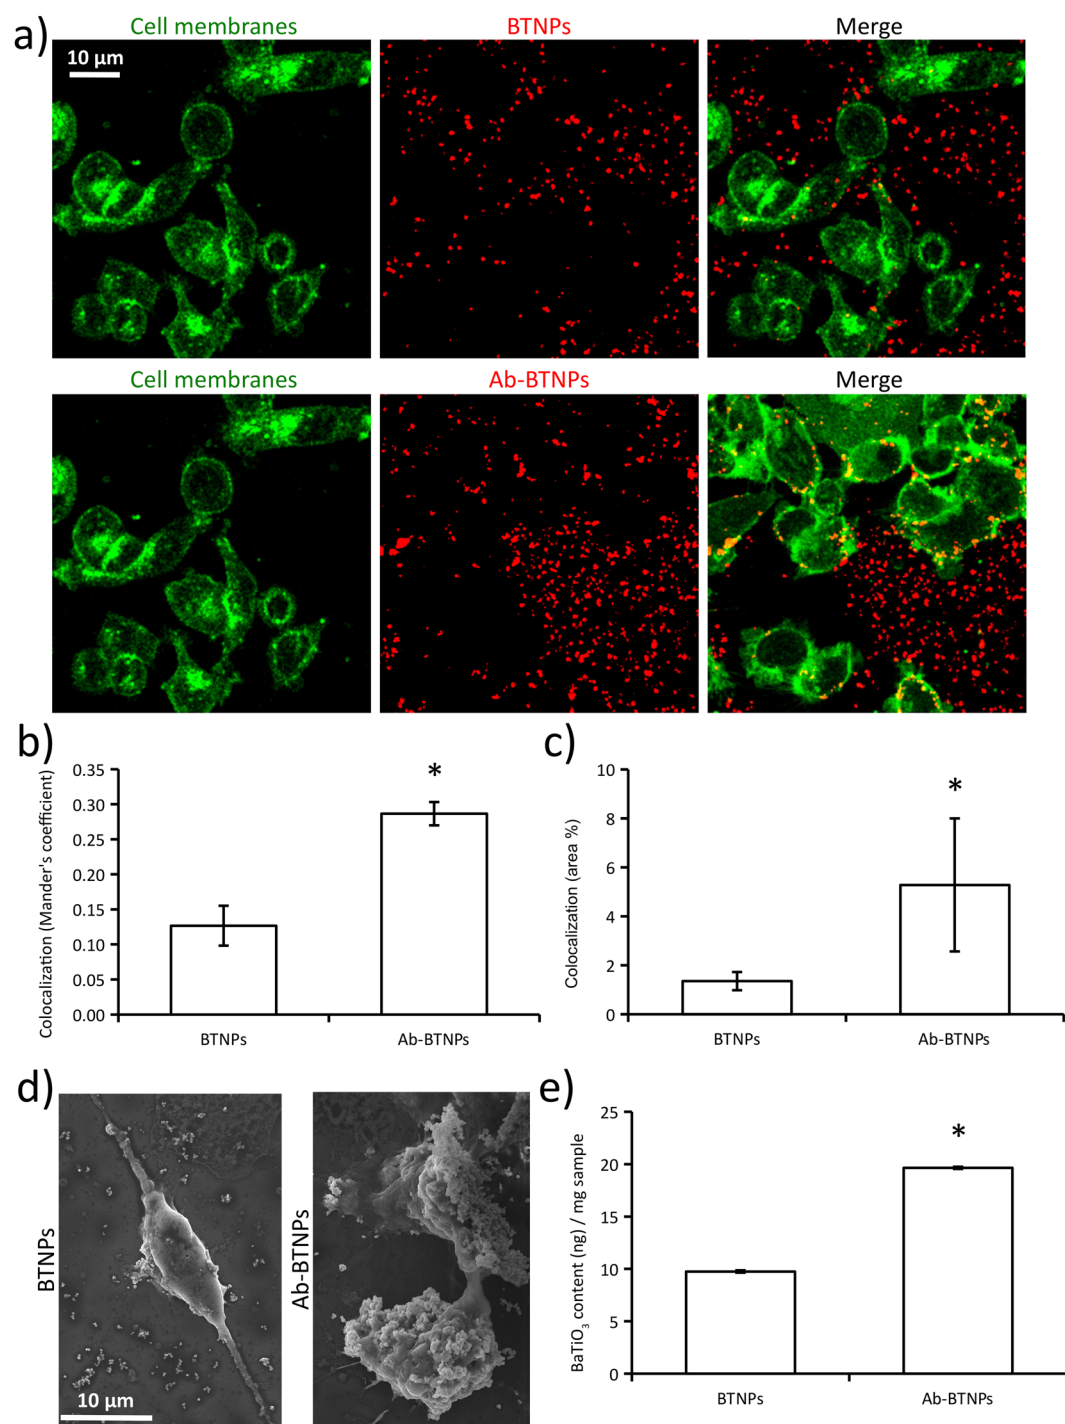 a)
Cell membranes
BTNPs
Merge
10 µm
Cell membranes
Ab-BTNPs
Merge
b)
Colocalization (Mander's coefficient)
0.35
0.30
0.25
0.20
0.15
0.10
0.05
0.00
*
BTNPs
Ab-BTNPs
c)
Colocalization (area %)
10
8
6
4
2
0
*
BTNPs
Ab-BTNPs
d)
BTNPs
10 µm
Ab-BTNPs
e)
BaTiO₃ content (ng) / mg sample
25
20
15
10
5
0
*
BTNPs
Ab-BTNPs